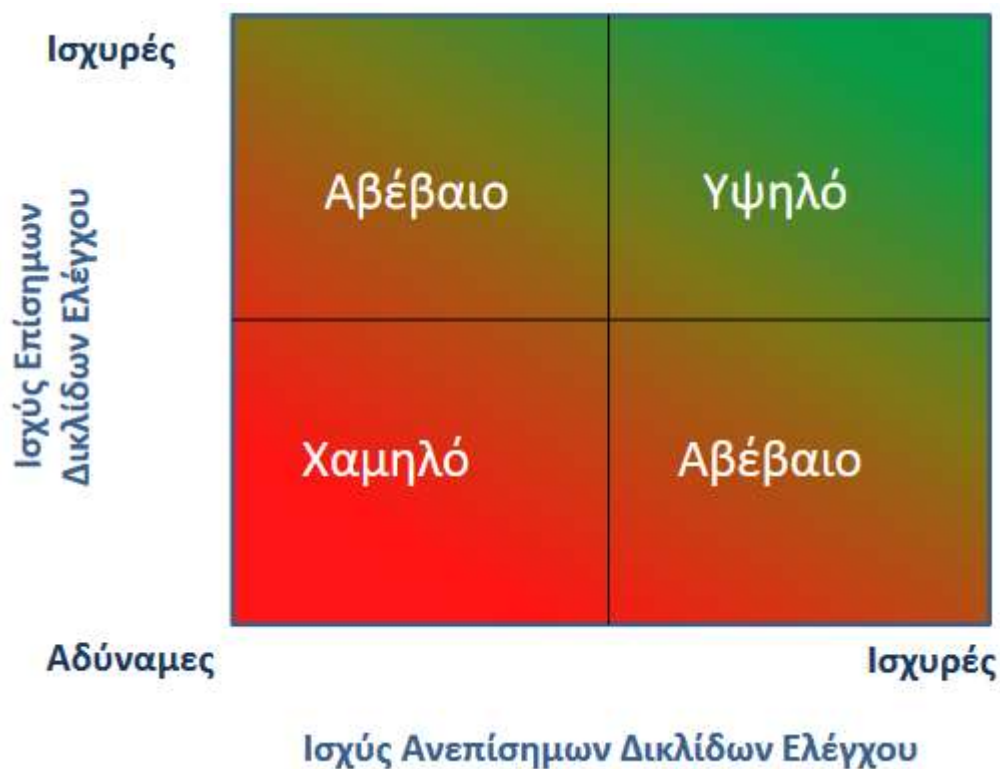 Ισχυρές
Αβέβαιο
Υψηλό
Ισχύς Επίσημων
Δικλίδων Ελέγχου
Χαμηλό
Αβέβαιο
Αδύναμες
Ισχυρές
Ισχύς Ανεπίσημων Δικλίδων Ελέγχου